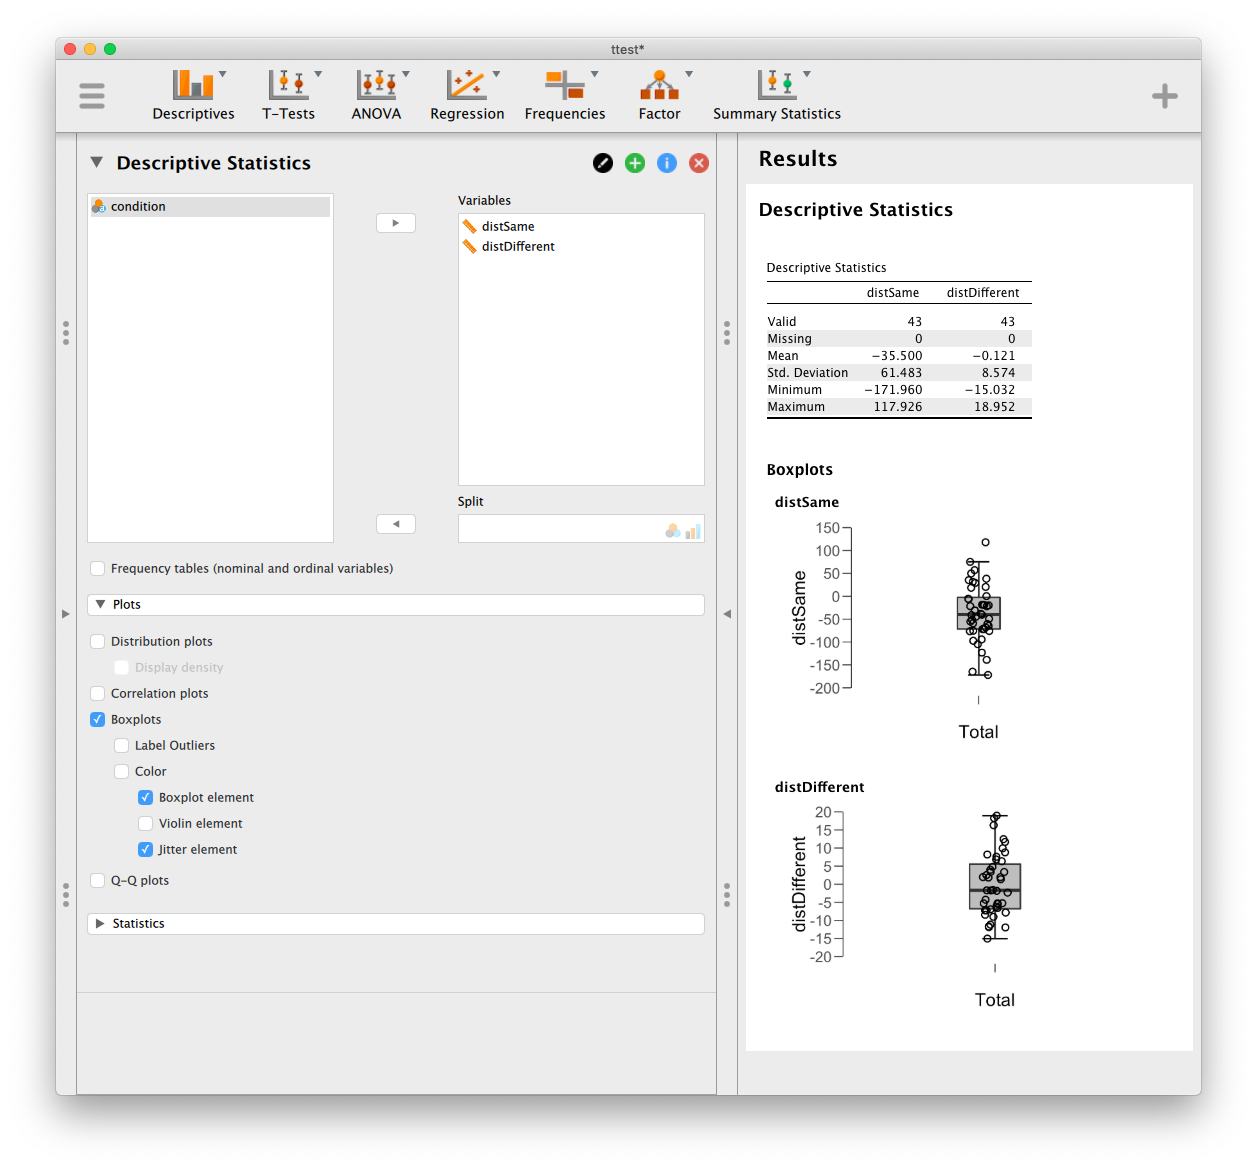 ttest*
Descriptives T-Tests ANOVA Regression Frequencies Factor Summary Statistics
Descriptive Statistics
condition
Variables
distSame
distDifferent
Split
Frequency tables (nominal and ordinal variables)
Plots
Distribution plots
Display density
Correlation plots
Boxplots
Label Outliers
Color
Boxplot element
Violin element
Jitter element
Q-Q plots
Statistics
Results
Descriptive Statistics
Descriptive Statistics
distSame distDifferent
Valid 43 43
Missing 0 0
Mean −35.500 −0.121
Std. Deviation 61.483 8.574
Minimum −171.960 −15.032
Maximum 117.926 18.952
Boxplots
distSame
150
100
50
0
-50
-100
-150
-200
distSame
Total
distDifferent
20
15
10
5
0
-5
-10
-15
-20
distDifferent
Total